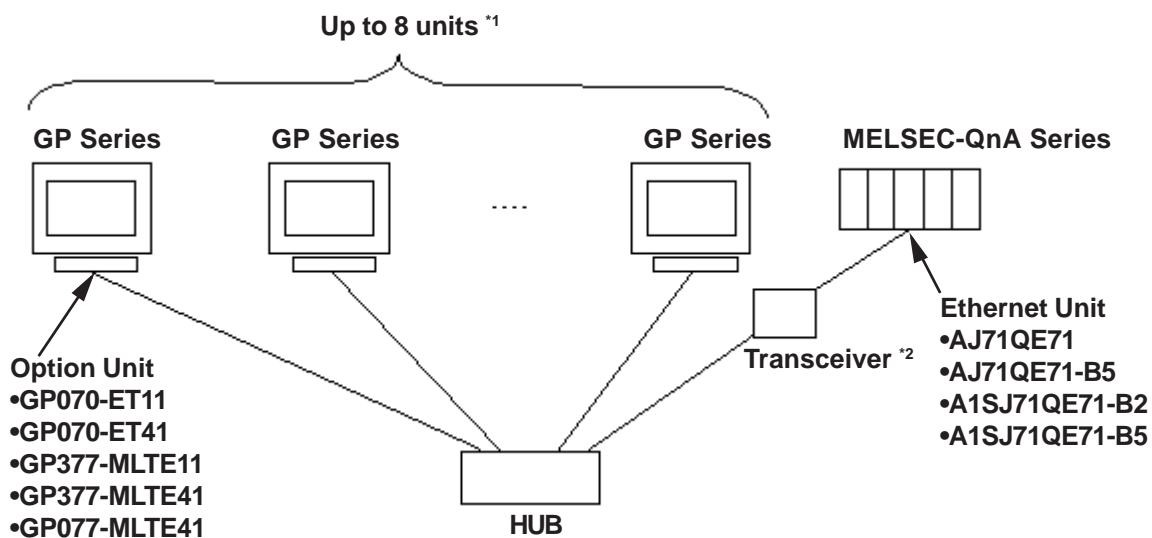 Up to 8 units *1
GP Series
GP Series
GP Series
MELSEC-QnA Series
....
Option Unit
•GP070-ET11
•GP070-ET41
•GP377-MLTE11
•GP377-MLTE41
•GP077-MLTE41
HUB
Transceiver *2
Ethernet Unit
•AJ71QE71
•AJ71QE71-B5
•A1SJ71QE71-B2
•A1SJ71QE71-B5